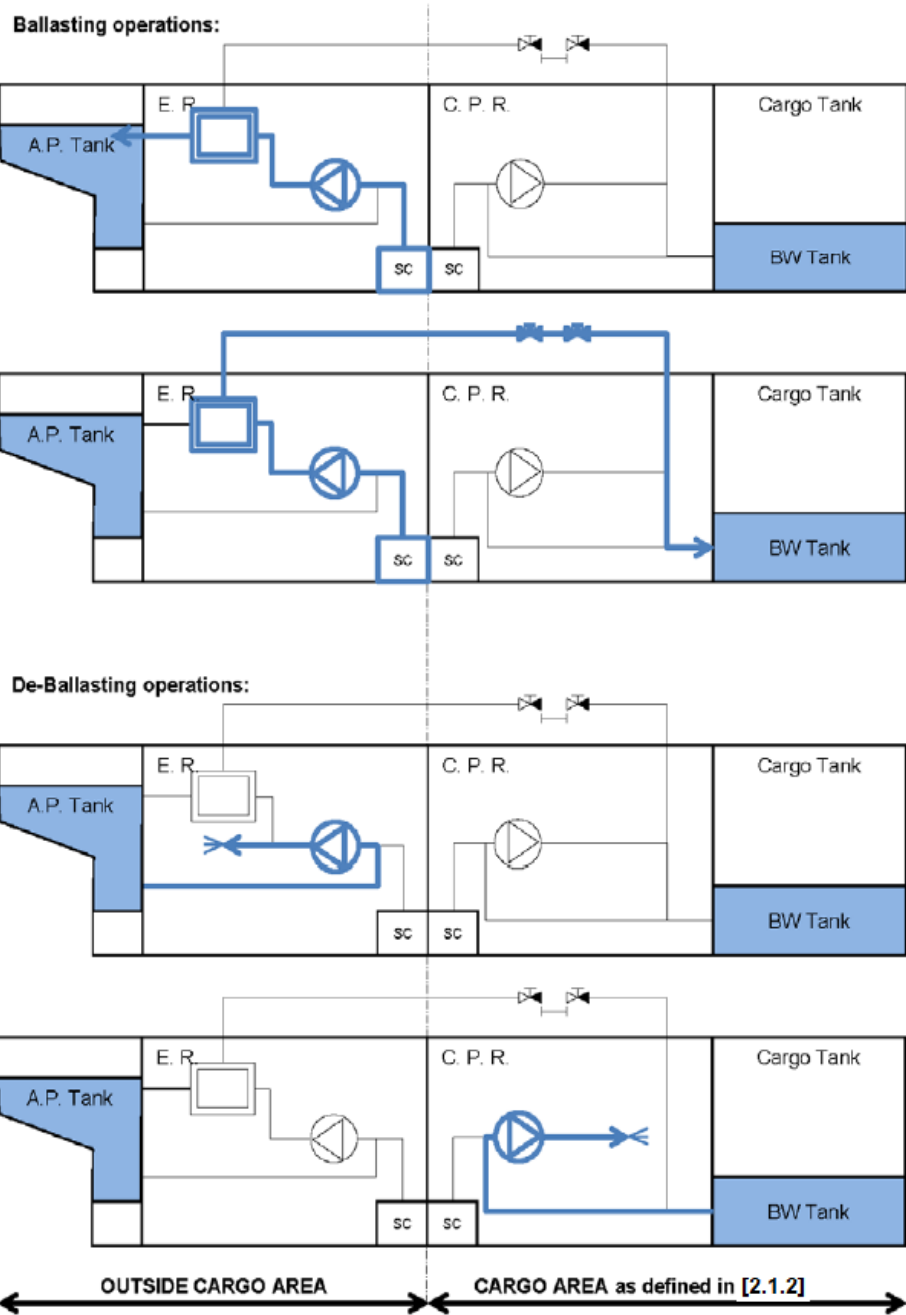 Ballasting operations:
E. R.
C. P. R.
Cargo Tank
A.P. Tank
BW Tank
sc
sc
E. R.
C. P. R.
Cargo Tank
A.P. Tank
BW Tank
sc
sc
De-Ballasting operations:
E. R.
C. P. R.
Cargo Tank
A.P. Tank
BW Tank
sc
sc
E. R.
C. P. R.
Cargo Tank
A.P. Tank
BW Tank
sc
sc
OUTSIDE CARGO AREA
CARGO AREA as defined in [2.1.2]